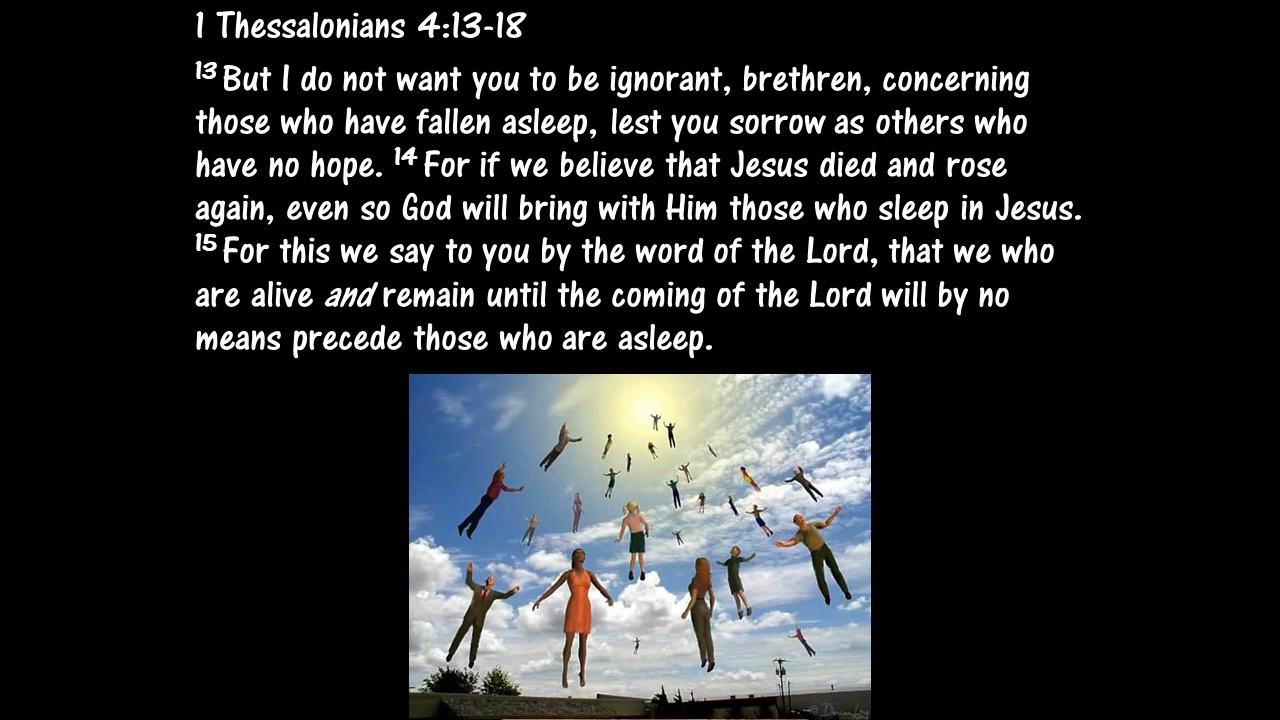 1 Thessalonians 4:13-18
13 But I do not want you to be ignorant, brethren, concerning
those who have fallen asleep, lest you sorrow as others who
have no hope. 14 For if we believe that Jesus died and rose
again, even so God will bring with Him those who sleep in Jesus.
15 For this we say to you by the word of the Lord, that we who
are alive and remain until the coming of the Lord will by no
means precede those who are asleep.